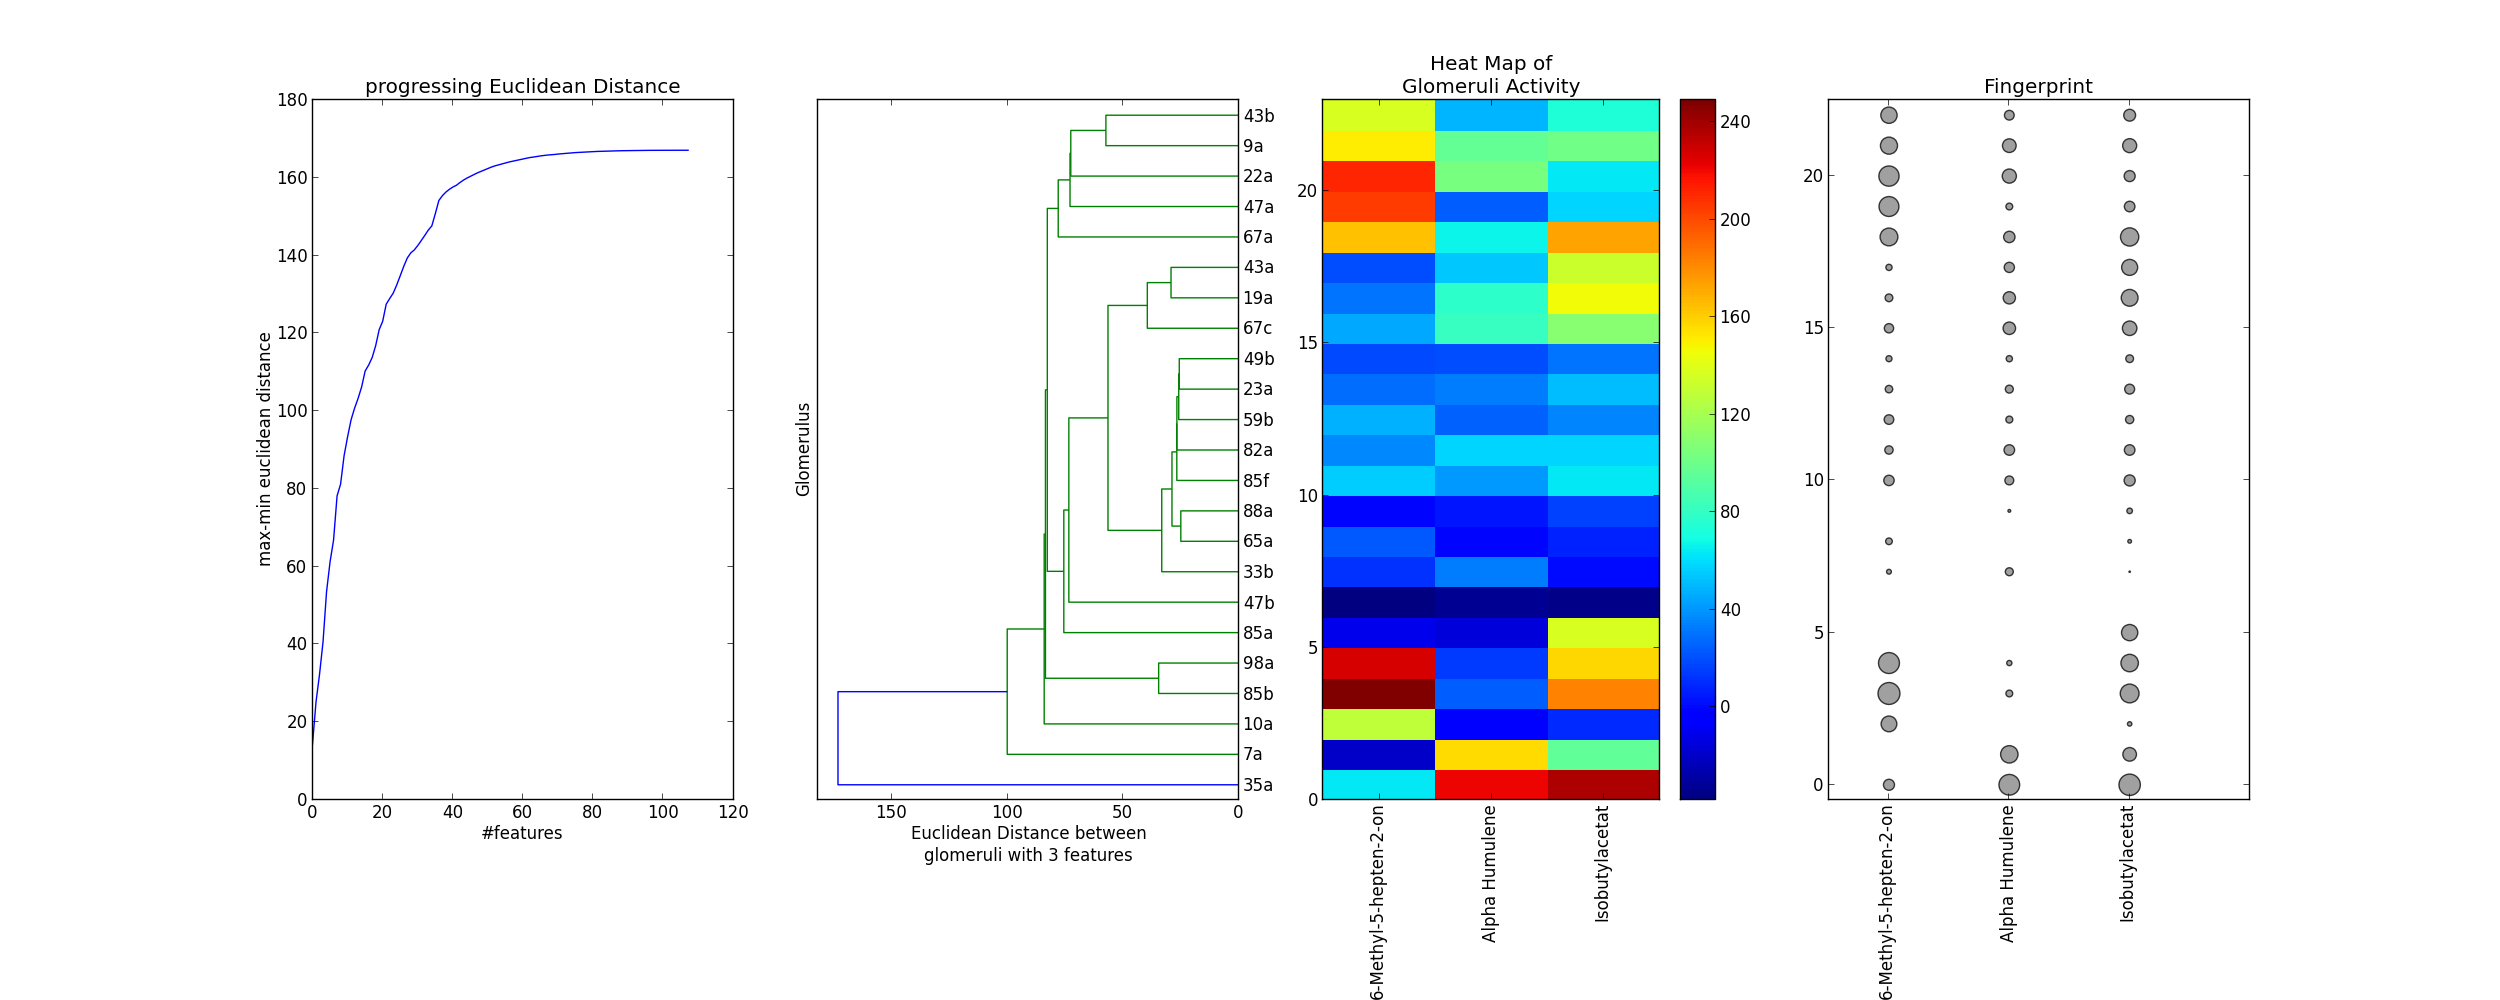 progressing Euclidean Distance
180
160
140
120
100
80
60
40
20
0
max-min euclidean distance
0 20 40 60 80 100 120
#features
Glomerulus
43b
9a
22a
47a
67a
43a
19a
67c
49b
23a
59b
82a
85f
88a
65a
33b
47b
85a
98a
85b
10a
7a
35a
150 100 50 0
Euclidean Distance between
glomeruli with 3 features
Heat Map of
Glomeruli Activity
20
15
10
5
0
6-Methyl-5-hepten-2-on
Alpha Humulene
Isobutylacetat
240
200
160
120
80
40
0
Fingerprint
20
15
10
5
0
6-Methyl-5-hepten-2-on
Alpha Humulene
Isobutylacetat